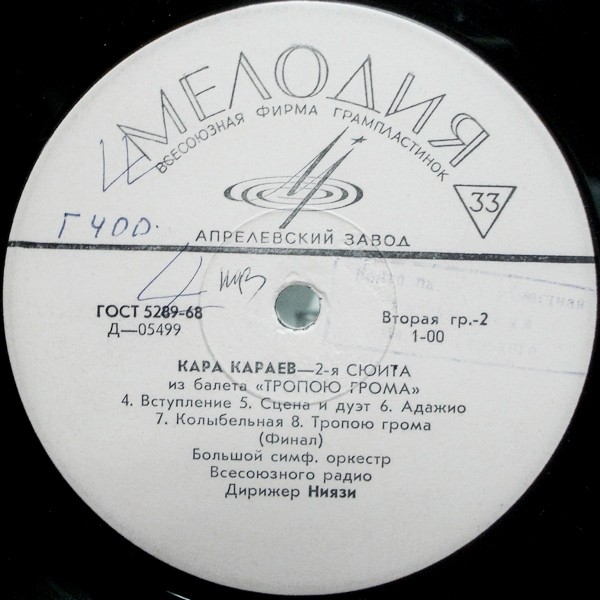 МЕЛОДИЯ
ВСЕСОЮЗНАЯ ФИРМА ГРАМПЛАСТИНОК
33
Г400.
АПРЕЛЕВСКИЙ ЗАВОД
ГОСТ 5289-68
Вторая гр.-2
Д—05499
1-00
КАРА КАРАЕВ—2-я СЮИТА
из балета «ТРОПОЮ ГРОМА»
4. Вступление 5. Сцена и дуэт 6. Адажио
7. Колыбельная 8. Тропою грома
(Финал)
Большой симф. оркестр
Всесоюзного радио
Дирижер Ниязи